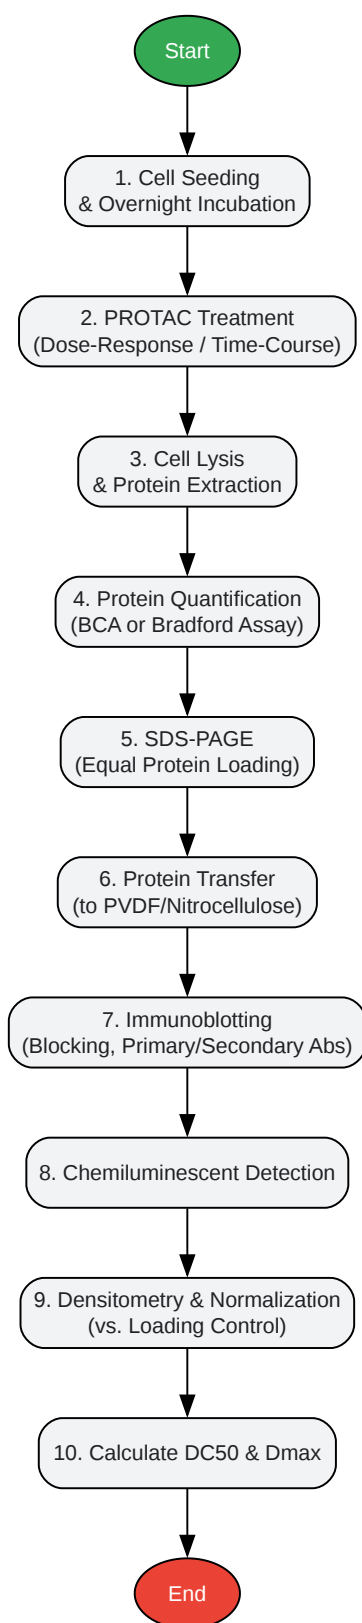 Start
1. Cell Seeding
& Overnight Incubation
2. PROTAC Treatment
(Dose-Response / Time-Course)
3. Cell Lysis
& Protein Extraction
4. Protein Quantification
(BCA or Bradford Assay)
5. SDS-PAGE
(Equal Protein Loading)
6. Protein Transfer
(to PVDF/Nitrocellulose)
7. Immunoblotting
(Blocking, Primary/Secondary Abs)
8. Chemiluminescent Detection
9. Densitometry & Normalization
(vs. Loading Control)
10. Calculate DC50 & Dmax
End